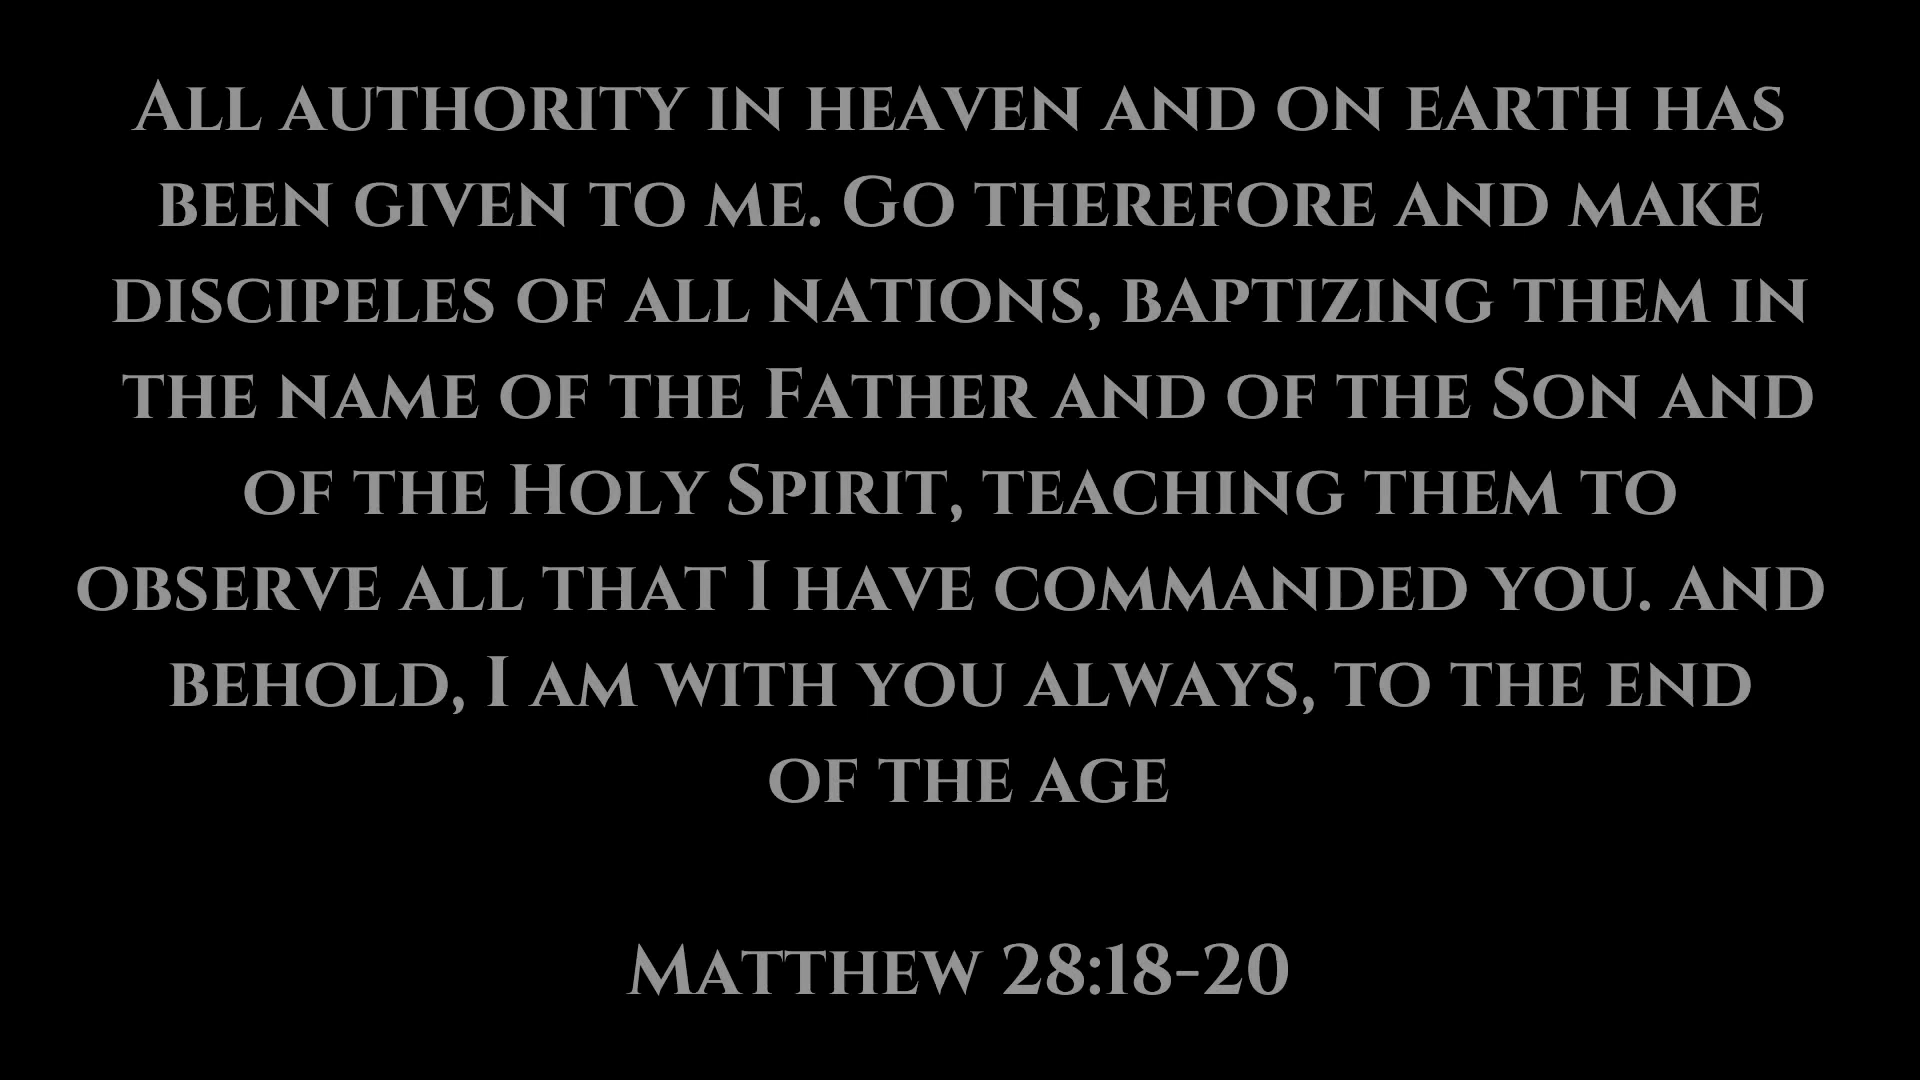 All authority in heaven and on earth has
been given to me. Go therefore and make
discipeles of all nations, baptizing them in
the name of the Father and of the Son and
of the Holy Spirit, teaching them to
observe all that I have commanded you. and
behold, I am with you always, to the end
of the age
Matthew 28:18-20